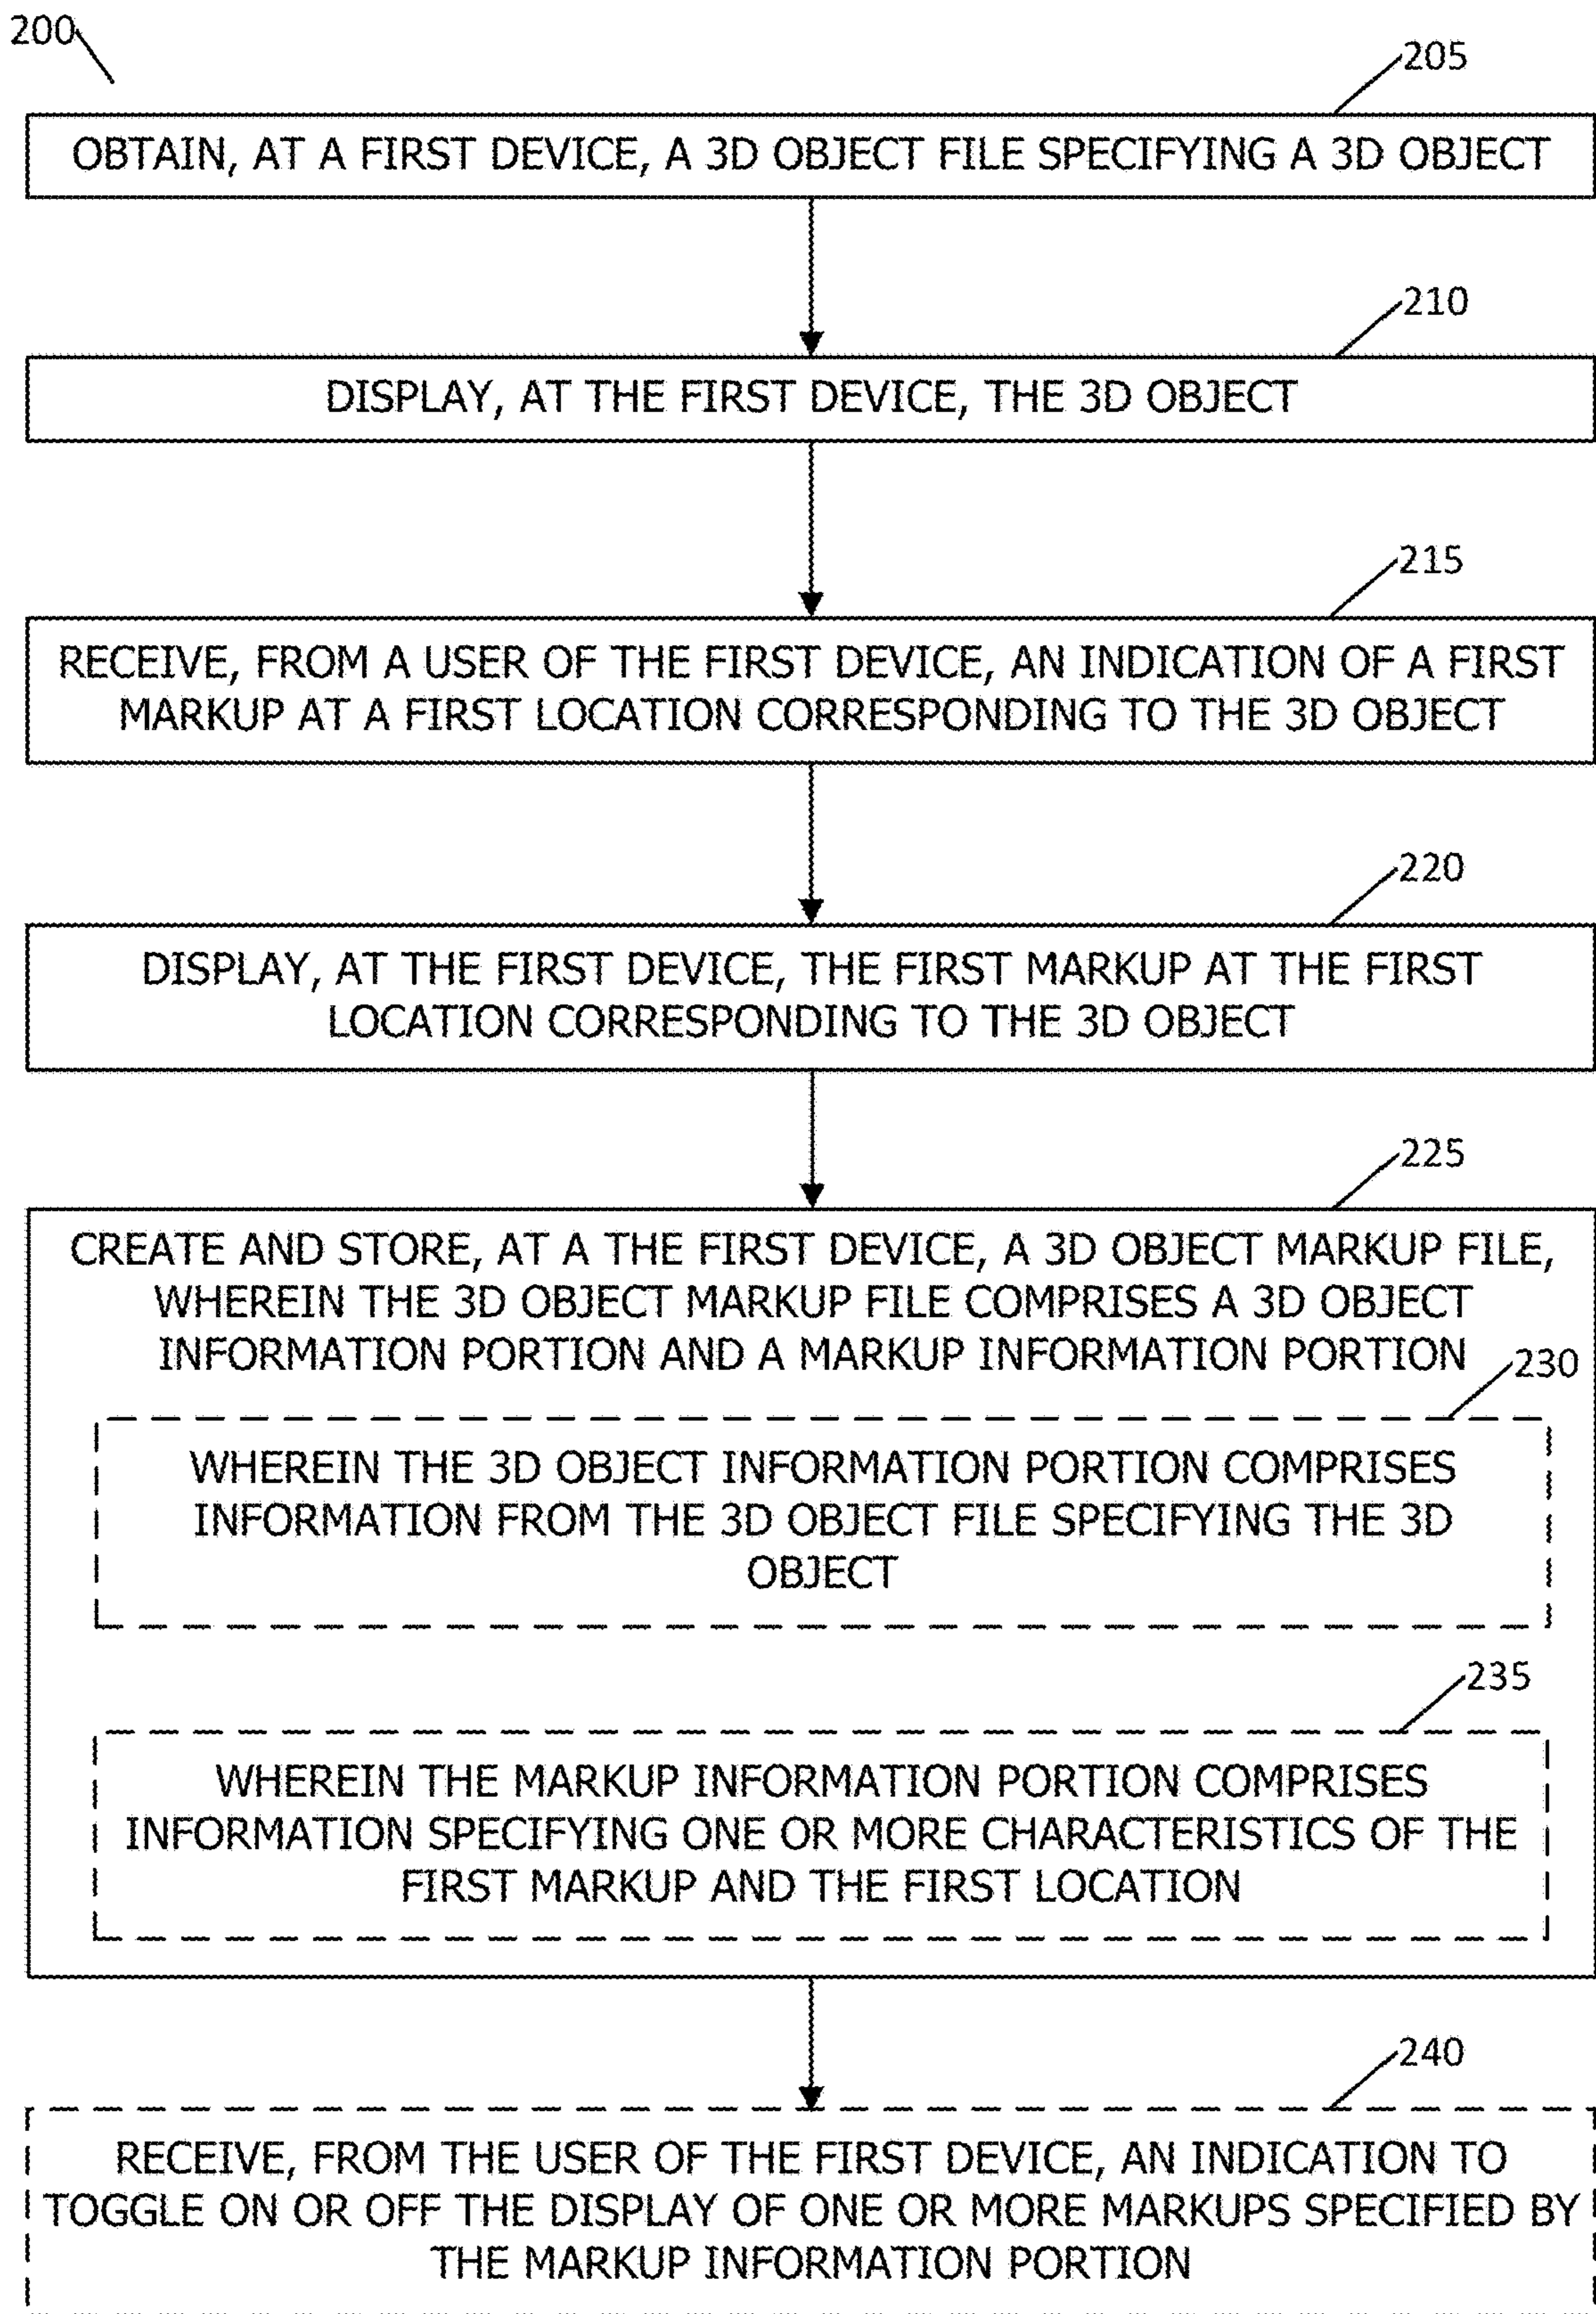 200
205
OBTAIN, AT A FIRST DEVICE, A 3D OBJECT FILE SPECIFYING A 3D OBJECT
210
DISPLAY, AT THE FIRST DEVICE, THE 3D OBJECT
215
RECEIVE, FROM A USER OF THE FIRST DEVICE, AN INDICATION OF A FIRST
MARKUP AT A FIRST LOCATION CORRESPONDING TO THE 3D OBJECT
220
DISPLAY, AT THE FIRST DEVICE, THE FIRST MARKUP AT THE FIRST
LOCATION CORRESPONDING TO THE 3D OBJECT
225
CREATE AND STORE, AT A THE FIRST DEVICE, A 3D OBJECT MARKUP FILE,
WHEREIN THE 3D OBJECT MARKUP FILE COMPRISES A 3D OBJECT
INFORMATION PORTION AND A MARKUP INFORMATION PORTION
230
WHEREIN THE 3D OBJECT INFORMATION PORTION COMPRISES
INFORMATION FROM THE 3D OBJECT FILE SPECIFYING THE 3D
OBJECT
235
WHEREIN THE MARKUP INFORMATION PORTION COMPRISES
INFORMATION SPECIFYING ONE OR MORE CHARACTERISTICS OF THE
FIRST MARKUP AND THE FIRST LOCATION
240
RECEIVE, FROM THE USER OF THE FIRST DEVICE, AN INDICATION TO
TOGGLE ON OR OFF THE DISPLAY OF ONE OR MORE MARKUPS SPECIFIED BY
THE MARKUP INFORMATION PORTION